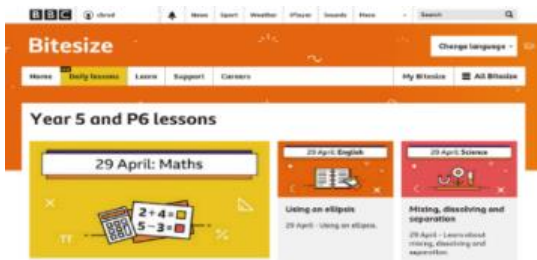 BBC
News Sport Weather iPlayer Sounds More
Search
Bitesize
Change language
Home Daily lessons Learn Support Careers
My Bitesize All Bitesize
Year 5 and P6 lessons
29 April: Maths
2+4=
5-3=
29 April: English
Using an ellipsis
29 April - Using an ellipsis.
29 April: Science
Mixing, dissolving and
separation
29 April - Learn about
mixing, dissolving and
separation.